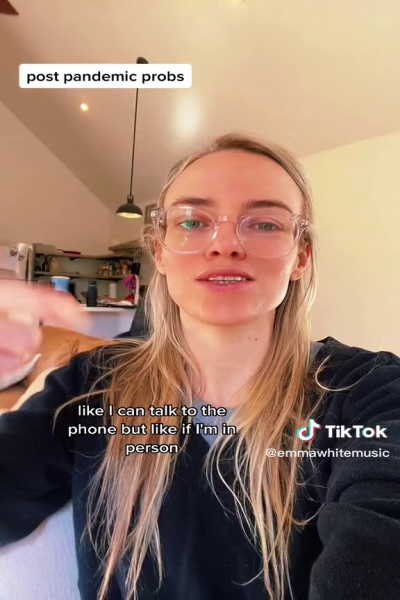 post pandemic probs
like I can talk to the
phone but like if I'm in
person
TikTok
@emmawhitemusic